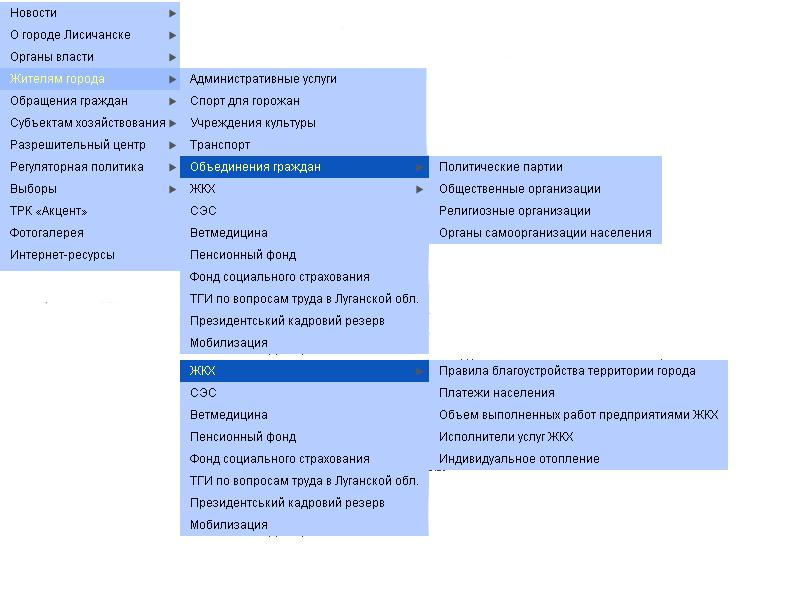 Новости
О городе Лисичанске
Органы власти
Жителям города
Обращения граждан
Субъектам хозяйствования
Разрешительный центр
Регуляторная политика
Выборы
ТРК «Акцент»
Фотогалерея
Интернет-ресурсы
Административные услуги
Спорт для горожан
Учреждения культуры
Транспорт
Объединения граждан
ЖКХ
СЭС
Ветмедицина
Пенсионный фонд
Фонд социального страхования
ТГИ по вопросам труда в Луганской обл.
Президентський кадровий резерв
Мобилизация
Политические партии
Общественные организации
Религиозные организации
Органы самоорганизации населения
ЖКХ
СЭС
Ветмедицина
Пенсионный фонд
Фонд социального страхования
ТГИ по вопросам труда в Луганской обл.
Президентський кадровий резерв
Мобилизация
Правила благоустройства территории города
Платежи населения
Объем выполненных работ предприятиями ЖКХ
Исполнители услуг ЖКХ
Индивидуальное отопление